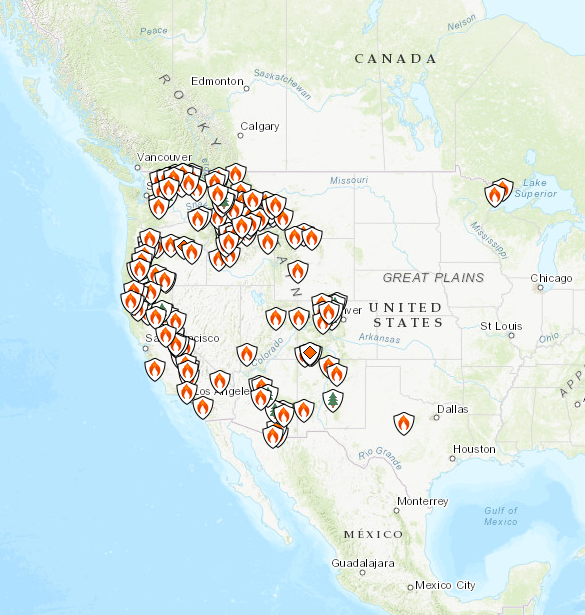 Nelson
Peace
CANADA
Edmonton
Saskatchewan
ROCKY
Calgary
Vancouver
Missouri
Lake
Superior
Mississippi
GREAT PLAINS
Chicago
UNITED
STATES
St Louis
Ohio
Arkansas
Colorado
Los Angeles
Dallas
Houston
Rio Grande
Monterrey
Gulf of
Mexico
MÉXICO
Guadalajara
Mexico City